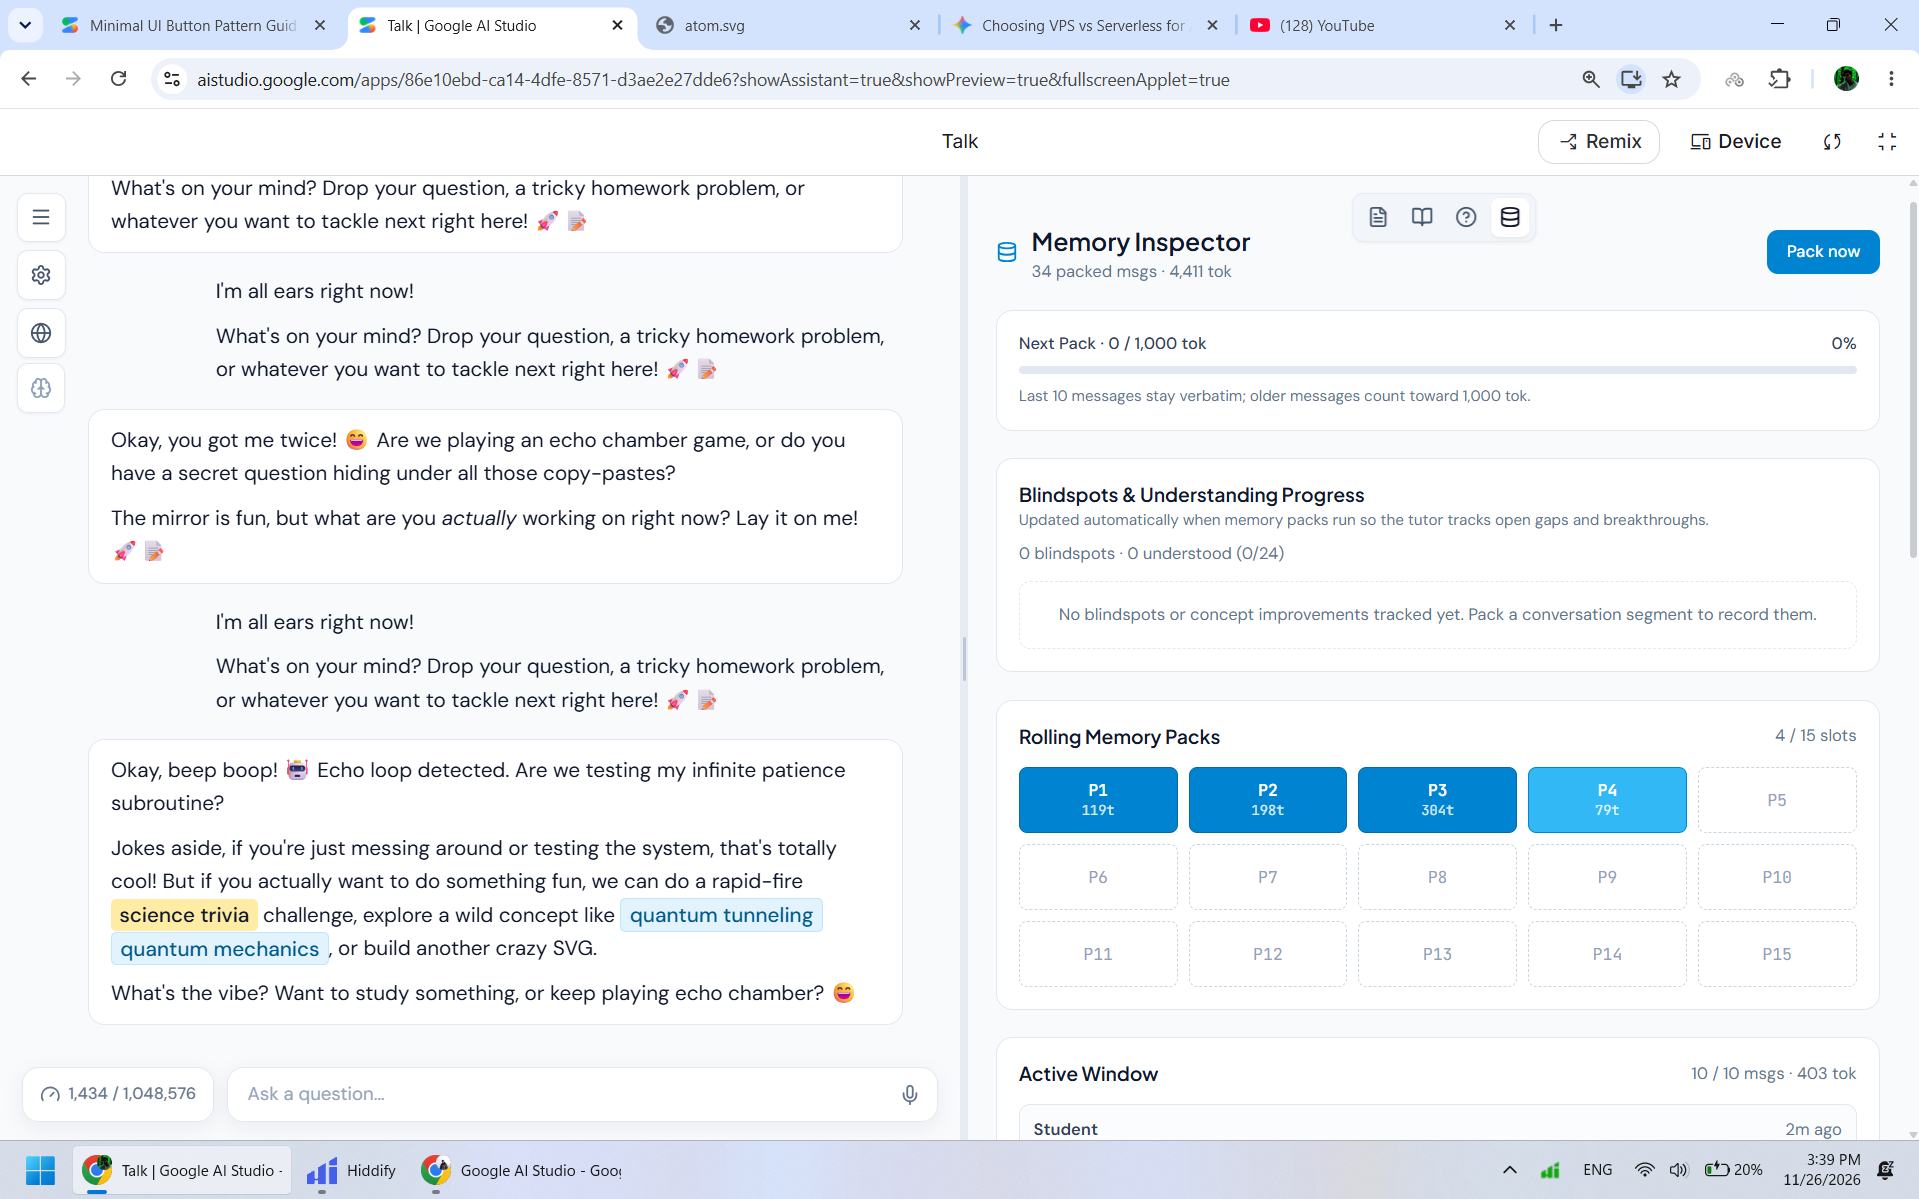 Minimal UI Button Pattern Guid
Talk | Google AI Studio
atom.svg
Choosing VPS vs Serverless for
(128) YouTube
aistudio.google.com/apps/86e10ebd-ca14-4dfe-8571-d3ae2e27dde6?showAssistant=true&showPreview=true&fullscreenApplet=true
Talk
Remix
Device
What's on your mind? Drop your question, a tricky homework problem, or
whatever you want to tackle next right here! 🚀 📝
I'm all ears right now!
What's on your mind? Drop your question, a tricky homework problem,
or whatever you want to tackle next right here! 🚀 📝
Okay, you got me twice! 😄 Are we playing an echo chamber game, or do you
have a secret question hiding under all those copy-pastes?
The mirror is fun, but what are you actually working on right now? Lay it on me!
🚀 📝
I'm all ears right now!
What's on your mind? Drop your question, a tricky homework problem,
or whatever you want to tackle next right here! 🚀 📝
Okay, beep boop! 🤖 Echo loop detected. Are we testing my infinite patience
subroutine?
Jokes aside, if you're just messing around or testing the system, that's totally
cool! But if you actually want to do something fun, we can do a rapid-fire
science trivia challenge, explore a wild concept like quantum tunneling
quantum mechanics, or build another crazy SVG.
What's the vibe? Want to study something, or keep playing echo chamber? 😄
1,434 / 1,048,576
Ask a question...
Memory Inspector
34 packed msgs · 4,411 tok
Pack now
Next Pack · 0 / 1,000 tok
0%
Last 10 messages stay verbatim; older messages count toward 1,000 tok.
Blindspots & Understanding Progress
Updated automatically when memory packs run so the tutor tracks open gaps and breakthroughs.
0 blindspots · 0 understood (0/24)
No blindspots or concept improvements tracked yet. Pack a conversation segment to record them.
Rolling Memory Packs
4 / 15 slots
P1
119t
P2
198t
P3
304t
P4
79t
P5
P6
P7
P8
P9
P10
P11
P12
P13
P14
P15
Active Window
10 / 10 msgs · 403 tok
Student
2m ago
Talk | Google AI Studio -
Hiddify
Google AI Studio - Goog
ENG
20%
3:39 PM
11/26/2026